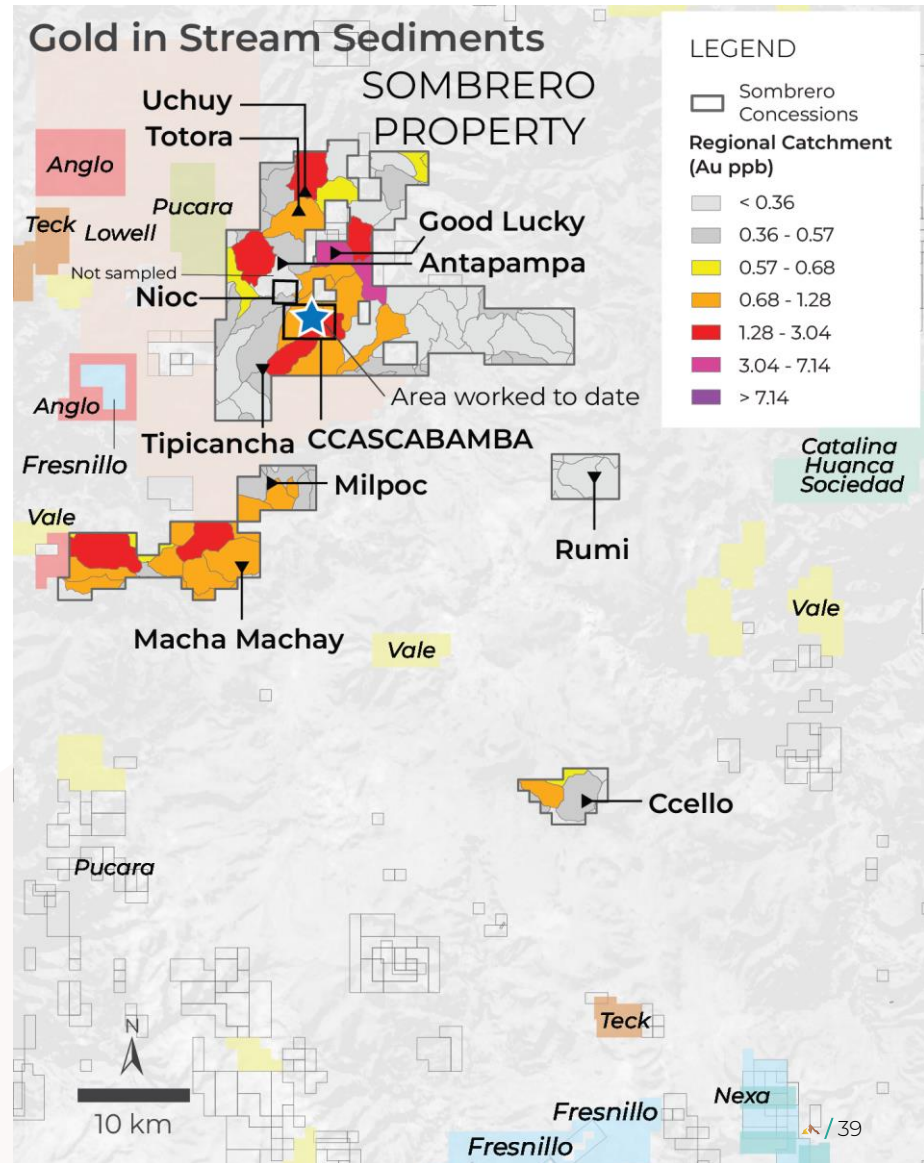 Gold in Stream Sediments
SOMBRERO
PROPERTY
Uchuy
Totora
Anglo
Teck
Lowell
Pucara
Good Lucky
Antapampa
Not sampled
Nioc
Area worked to date
Anglo
Fresnillo
Tipicancha
CCASCABAMBA
Milpoc
Vale
Rumi
Macha Machay
Vale
Vale
Catalina
Huanca
Sociedad
Ccello
Pucara
Teck
Nexa
Fresnillo
Fresnillo
N
10 km
LEGEND
Sombrero
Concessions
Regional Catchment
(Au ppb)
< 0.36
0.36 - 0.57
0.57 - 0.68
0.68 - 1.28
1.28 - 3.04
3.04 - 7.14
> 7.14
/ 39